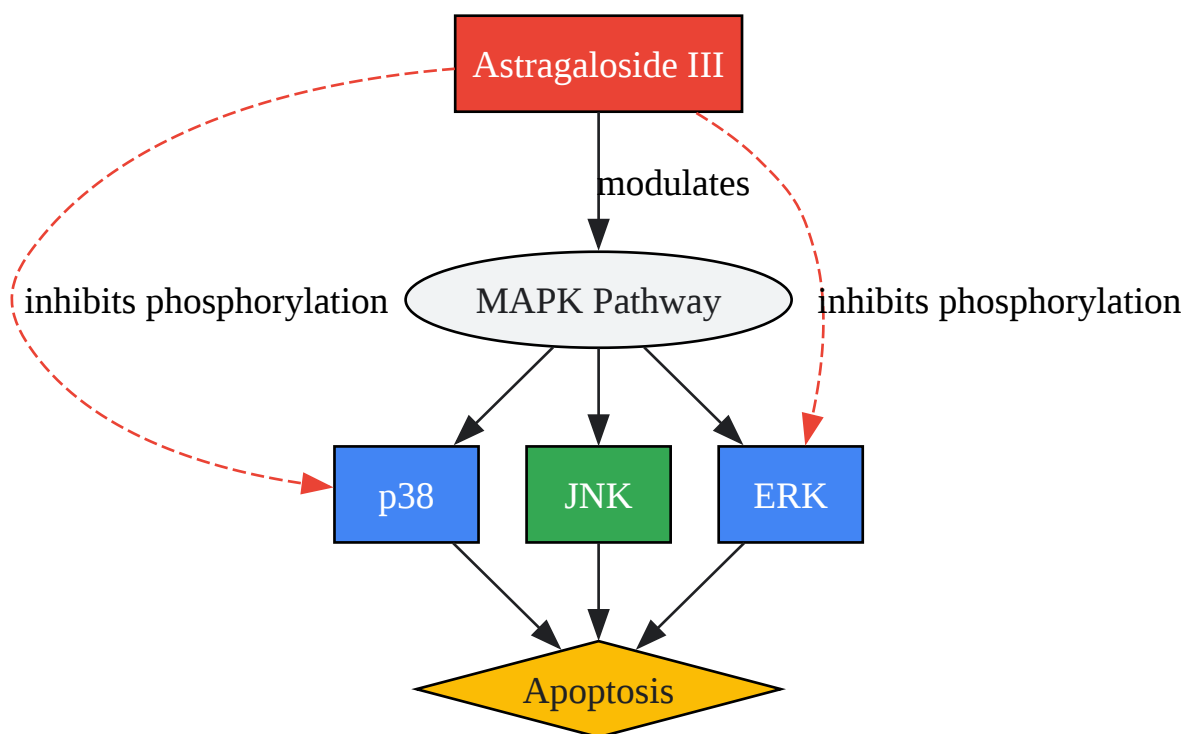 Astragaloside III
modulates
inhibits phosphorylation
MAPK Pathway
inhibits phosphorylation
p38
JNK
ERK
Apoptosis